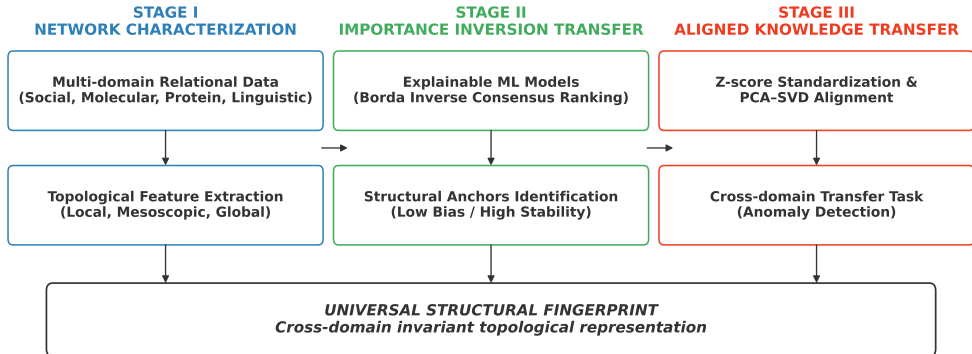 STAGE I
NETWORK CHARACTERIZATION
Multi-domain Relational Data
(Social, Molecular, Protein, Linguistic)
Topological Feature Extraction
(Local, Mesoscopic, Global)
STAGE II
IMPORTANCE INVERSION TRANSFER
Explainable ML Models
(Borda Inverse Consensus Ranking)
Structural Anchors Identification
(Low Bias / High Stability)
STAGE III
ALIGNED KNOWLEDGE TRANSFER
Z-score Standardization &
PCA–SVD Alignment
Cross-domain Transfer Task
(Anomaly Detection)
UNIVERSAL STRUCTURAL FINGERPRINT
Cross-domain invariant topological representation